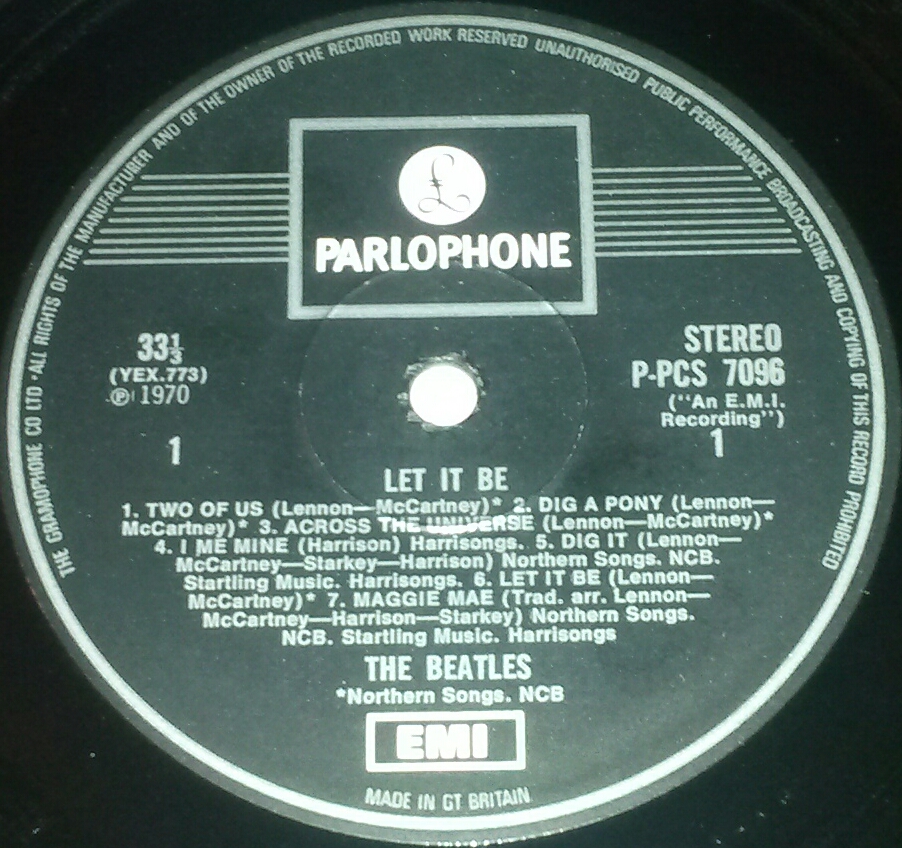 THE GRAMOPHONE CO LTD · ALL RIGHTS OF THE MANUFACTURER AND OF THE OWNER OF THE RECORDED WORK RESERVED UNAUTHORISED PUBLIC PERFORMANCE BROADCASTING AND COPYING OF THIS RECORD PROHIBITED
£
PARLOPHONE
33⅓
(YEX.773)
℗ 1970
1
STEREO
P-PCS 7096
("An E.M.I.
Recording")
1
LET IT BE
1. TWO OF US (Lennon—McCartney)* 2. DIG A PONY (Lennon—
McCartney)* 3. ACROSS THE UNIVERSE (Lennon—McCartney)*
4. I ME MINE (Harrison) Harrisongs. 5. DIG IT (Lennon—
McCartney—Starkey—Harrison) Northern Songs. NCB.
Startling Music. Harrisongs. 6. LET IT BE (Lennon—
McCartney)* 7. MAGGIE MAE (Trad. arr. Lennon—
McCartney—Harrison—Starkey) Northern Songs.
NCB. Startling Music. Harrisongs
THE BEATLES
*Northern Songs. NCB
EMI
MADE IN GT BRITAIN